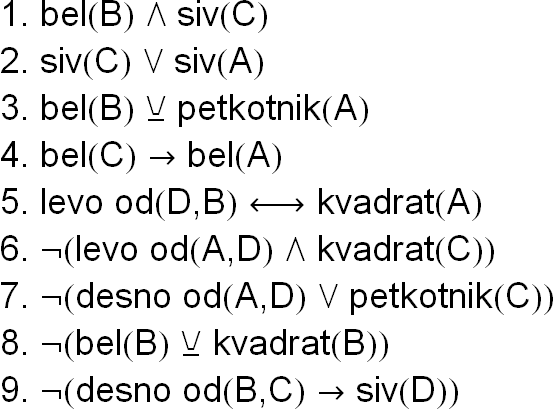 1. bel(B) ∧ siv(C)
2. siv(C) ∨ siv(A)
3. bel(B) ⊻ petkotnik(A)
4. bel(C) → bel(A)
5. levo od(D,B) ⟷ kvadrat(A)
6. ¬(levo od(A,D) ∧ kvadrat(C))
7. ¬(desno od(A,D) ∨ petkotnik(C))
8. ¬(bel(B) ⊻ kvadrat(B))
9. ¬(desno od(B,C) → siv(D))